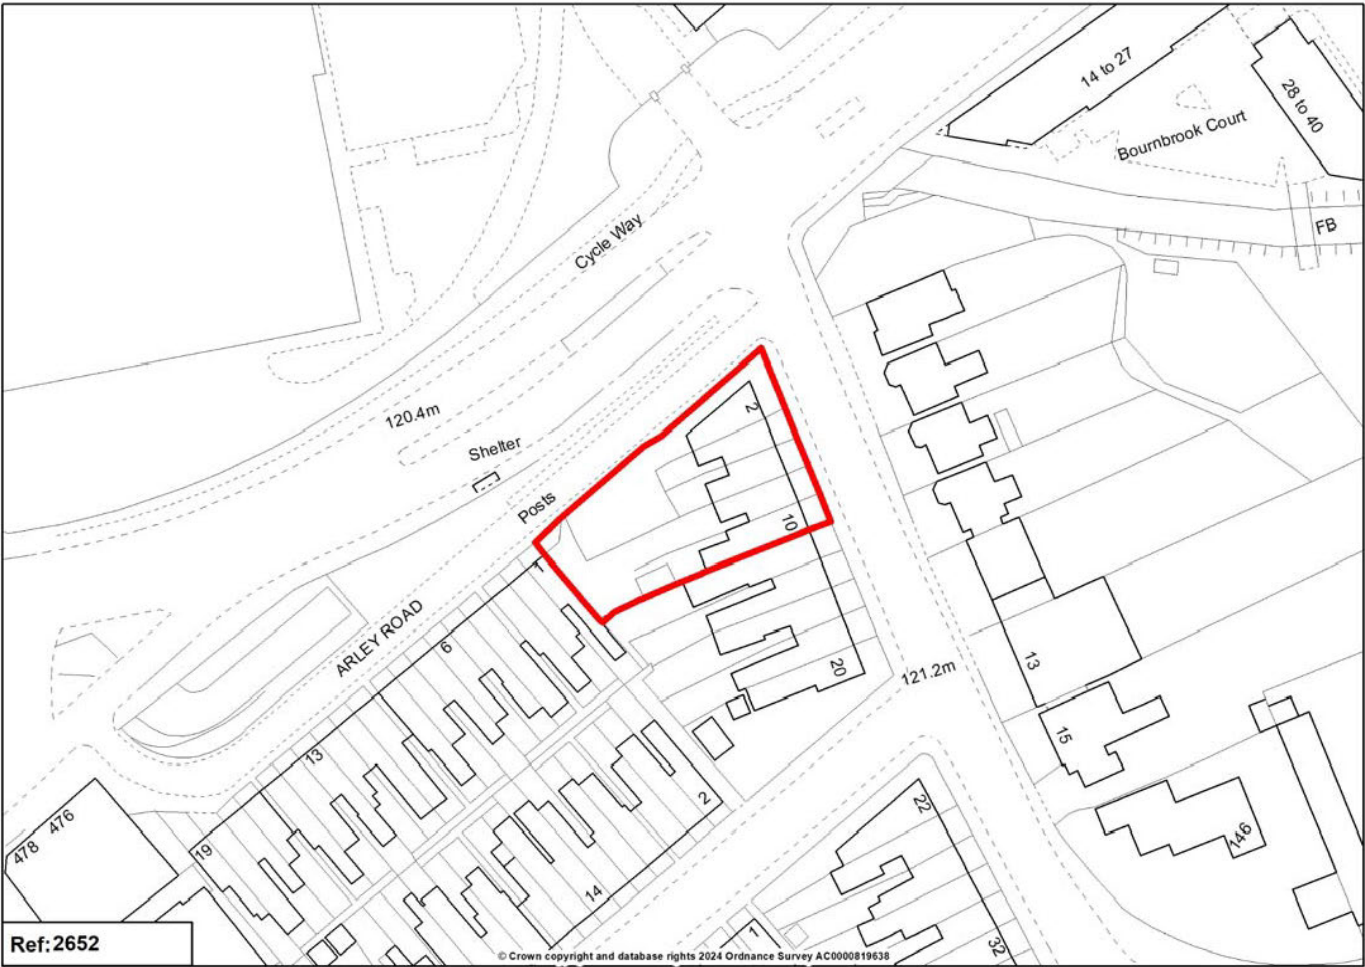 14 to 27
28 to 40
Bournbrook Court
FB
Cycle Way
120.4m
Shelter
Posts
2
10
1
ARLEY ROAD
6
13
19
20
121.2m
13
15
146
476
478
2
14
22
32
1
Ref:2652
© Crown copyright and database rights 2024 Ordnance Survey AC0000819638